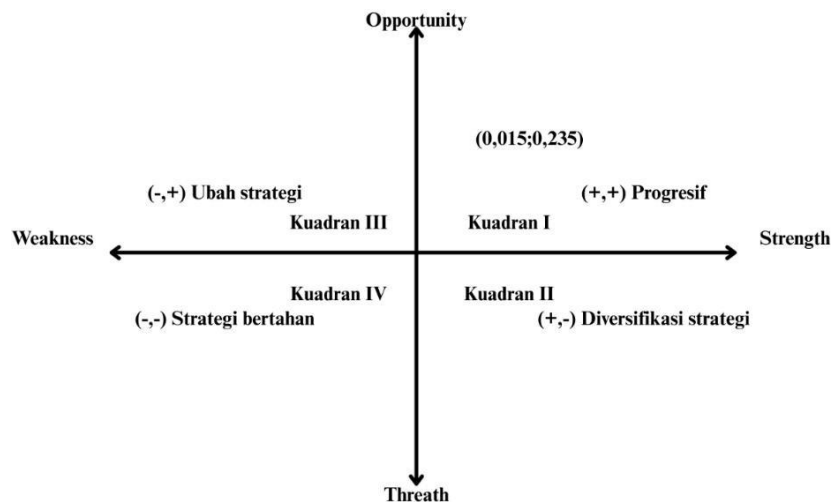 Opportunity
(0,015;0,235)
(-,+) Ubah strategi
(+,+) Progresif
Kuadran III
Kuadran I
Weakness
Strength
Kuadran IV
Kuadran II
(-,-) Strategi bertahan
(+,-) Diversifikasi strategi
Threath